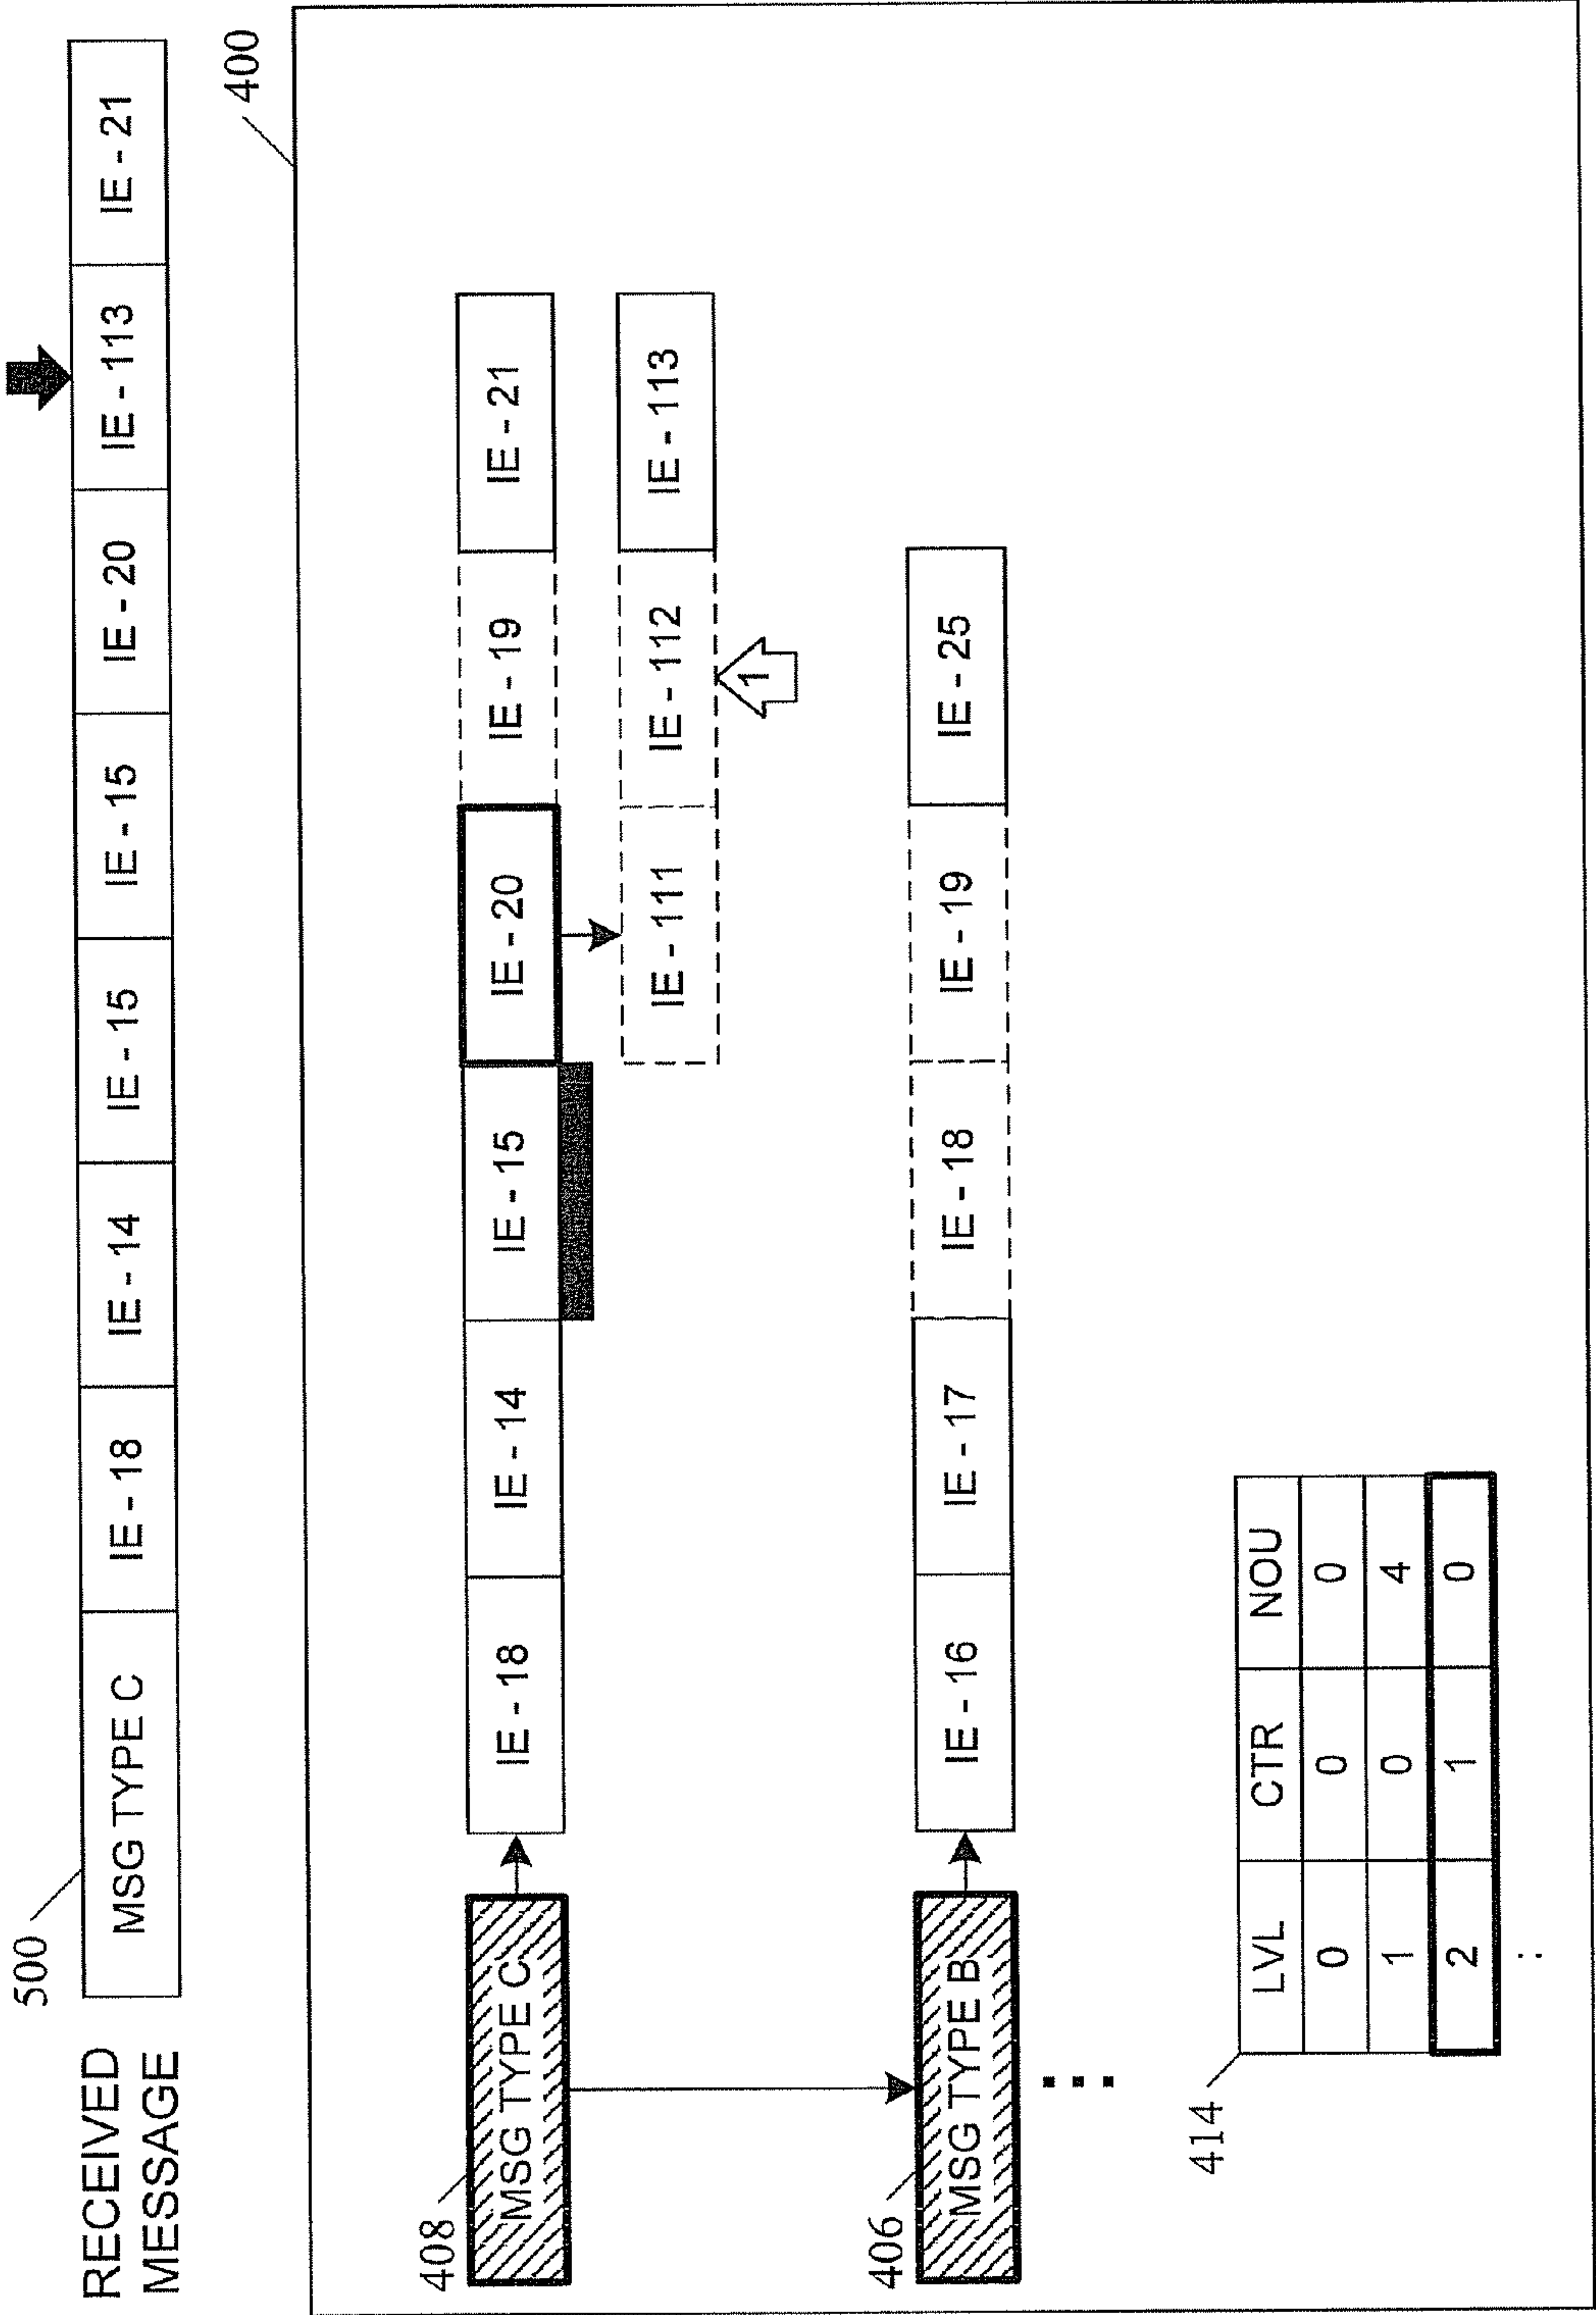 500
RECEIVED
MESSAGE
MSG TYPE C
IE - 18
IE - 14
IE - 15
IE - 15
IE - 20
IE - 113
IE - 21
400
408
MSG TYPE C
IE - 18
IE - 14
IE - 15
IE - 20
IE - 19
IE - 21
IE - 111
IE - 112
IE - 113
1
406
MSG TYPE B
IE - 16
IE - 17
IE - 18
IE - 19
IE - 25
414
LVL CTR NOU
0 0 0
1 0 4
2 1 0